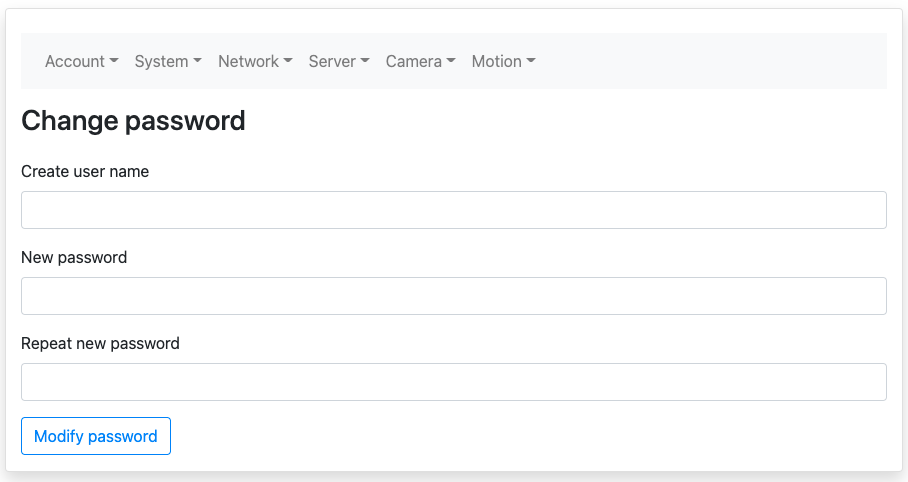 Account System Network Server Camera Motion
Change password
Create user name
New password
Repeat new password
Modify password